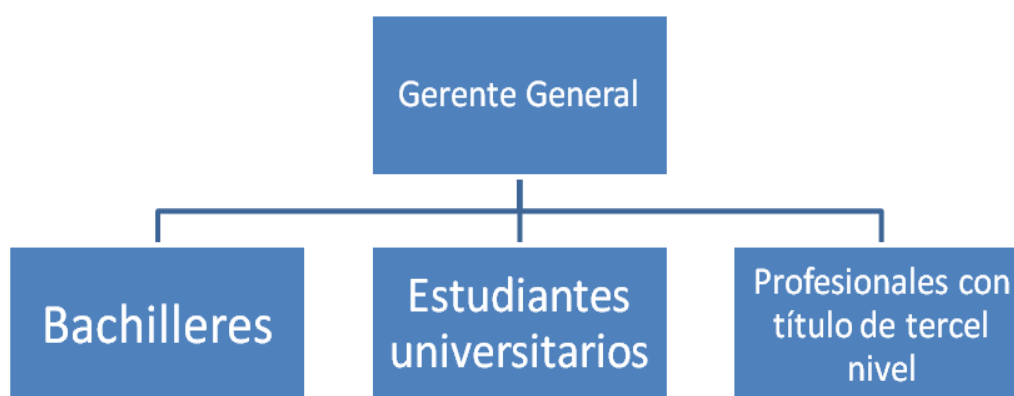 Gerente General
Bachilleres
Estudiantes
universitarios
Profesionales con
título de tercel
nivel